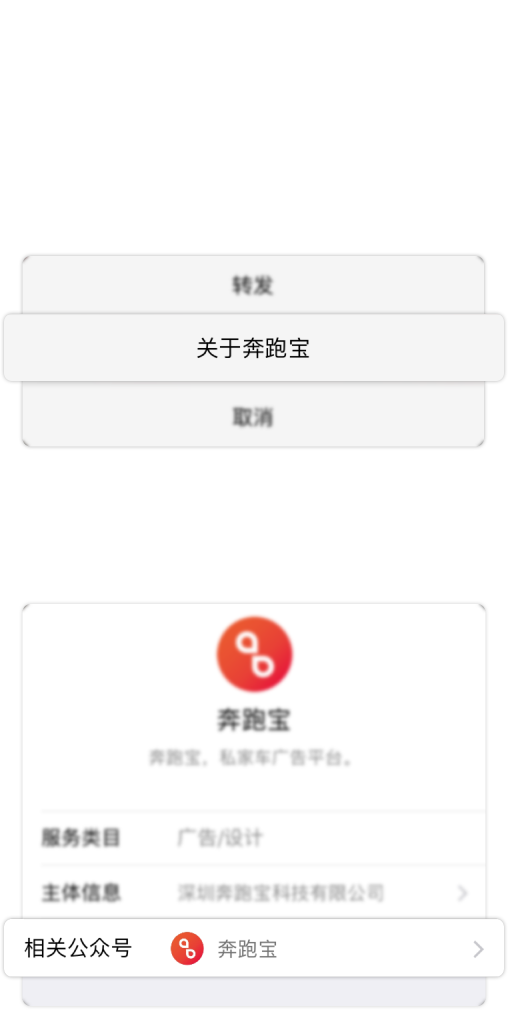 转发
关于奔跑宝
取消
奔跑宝
奔跑宝，私家车广告平台。
服务类目 广告/设计
主体信息 深圳奔跑宝科技有限公司
相关公众号 奔跑宝